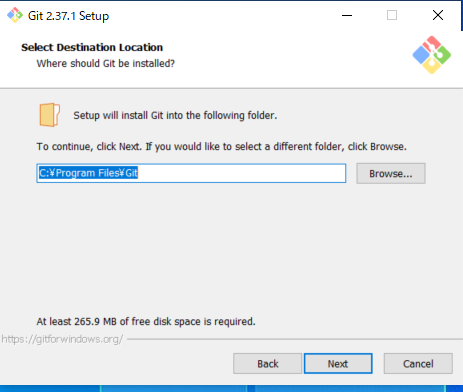 Git 2.37.1 Setup
Select Destination Location
Where should Git be installed?
Setup will install Git into the following folder.
To continue, click Next. If you would like to select a different folder, click Browse.
C:¥Program Files¥Git
Browse...
At least 265.9 MB of free disk space is required.
https://gitforwindows.org/
Back
Next
Cancel